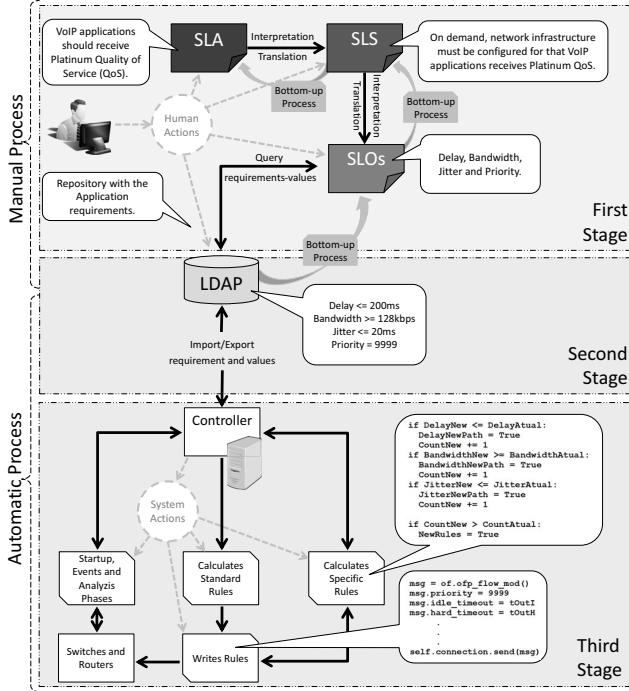 VoIP applications
should receive
Platinum Quality of
Service (QoS).
SLA
Interpretation
Translation
SLS
On demand, network infrastructure
must be configured for that VoIP
applications receives Platinum QoS.
Bottom-up
Process
Interpretation
Translation
Bottom-up
Process
Human
Actions
Manual Process
Query
requirements-values
SLOs
Delay, Bandwidth,
Jitter and Priority.
Repository with the
Application
requirements.
First
Stage
Bottom-up
Process
LDAP
Delay <= 200ms
Bandwidth >= 128kbps
Jitter <= 20ms
Priority = 9999
Import/Export
requirement and values
Second
Stage
Automatic Process
Controller
if DelayNew <= DelayAtual:
DelayNewPath = True
CountNew += 1
if BandwidthNew >= BandwidthAtual:
BandwidthNewPath = True
CountNew += 1
if JitterNew <= JitterAtual:
JitterNewPath = True
CountNew += 1
if CountNew > CountAtual:
NewRules = True
System
Actions
Startup,
Events and
Analyzis
Phases
Calculates
Standard
Rules
Calculates
Specific
Rules
msg = of.ofp_flow_mod()
msg.priority = 9999
msg.idle_timeout = tOutI
msg.hard_timeout = tOutH
.
.
.
self.connection.send(msg)
Switches and
Routers
Writes Rules
Third
Stage